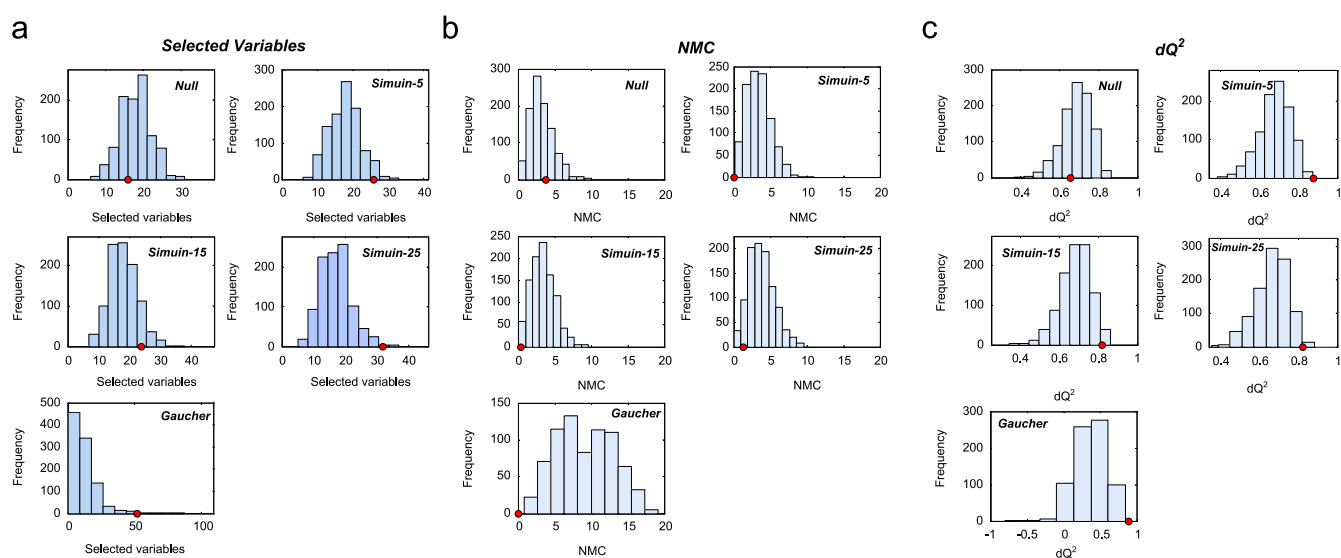 a
Selected Variables
Null
Frequency
200
100
0
0 10 20 30
Selected variables
Simuin-5
Frequency
300
200
100
0
0 10 20 30 40
Selected variables
Simuin-15
Frequency
200
100
0
0 10 20 30 40
Selected variables
Simuin-25
Frequency
200
100
0
0 10 20 30 40
Selected variables
Gaucher
Frequency
500
400
300
200
100
0
0 50 100
Selected variables
b
NMC
Null
Frequency
300
200
100
0
0 5 10 15 20
NMC
Simuin-5
Frequency
250
200
150
100
50
0
0 5 10 15 20
NMC
Simuin-15
Frequency
250
200
150
100
50
0
0 5 10 15 20
NMC
Simuin-25
Frequency
250
200
150
100
50
0
0 5 10 15 20
NMC
Gaucher
Frequency
150
100
50
0
0 5 10 15 20
NMC
c
dQ²
Null
Frequency
300
200
100
0
0.4 0.6 0.8 1
dQ²
Simuin-5
Frequency
200
100
0
0.4 0.6 0.8 1
dQ²
Simuin-15
Frequency
300
200
100
0
0.4 0.6 0.8 1
dQ²
Simuin-25
Frequency
300
200
100
0
0.4 0.6 0.8 1
dQ²
Gaucher
Frequency
300
200
100
0
-1 -0.5 0 0.5 1
dQ²